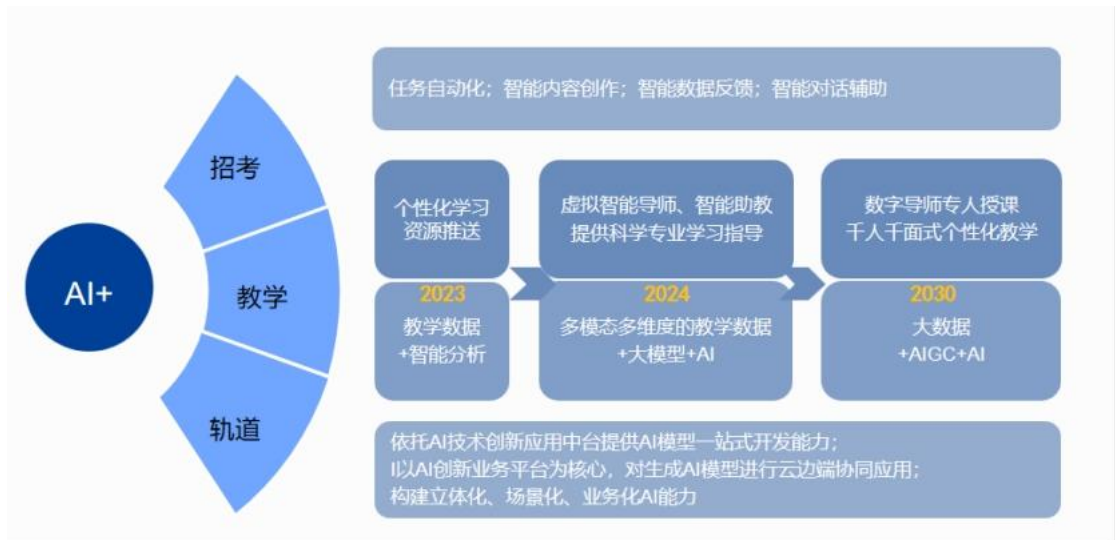 AI+
招考
教学
轨道
任务自动化；智能内容创作；智能数据反馈；智能对话辅助
个性化学习
资源推送
2023
教学数据
+智能分析
虚拟智能导师、智能助教
提供科学专业学习指导
2024
多模态多维度的教学数据
+大模型+AI
数字导师专人授课
千人千面式个性化教学
2030
大数据
+AIGC+AI
依托AI技术创新应用中台提供AI模型一站式开发能力；
I以AI创新业务平台为核心，对生成AI模型进行云边端协同应用；
构建立体化、场景化、业务化AI能力